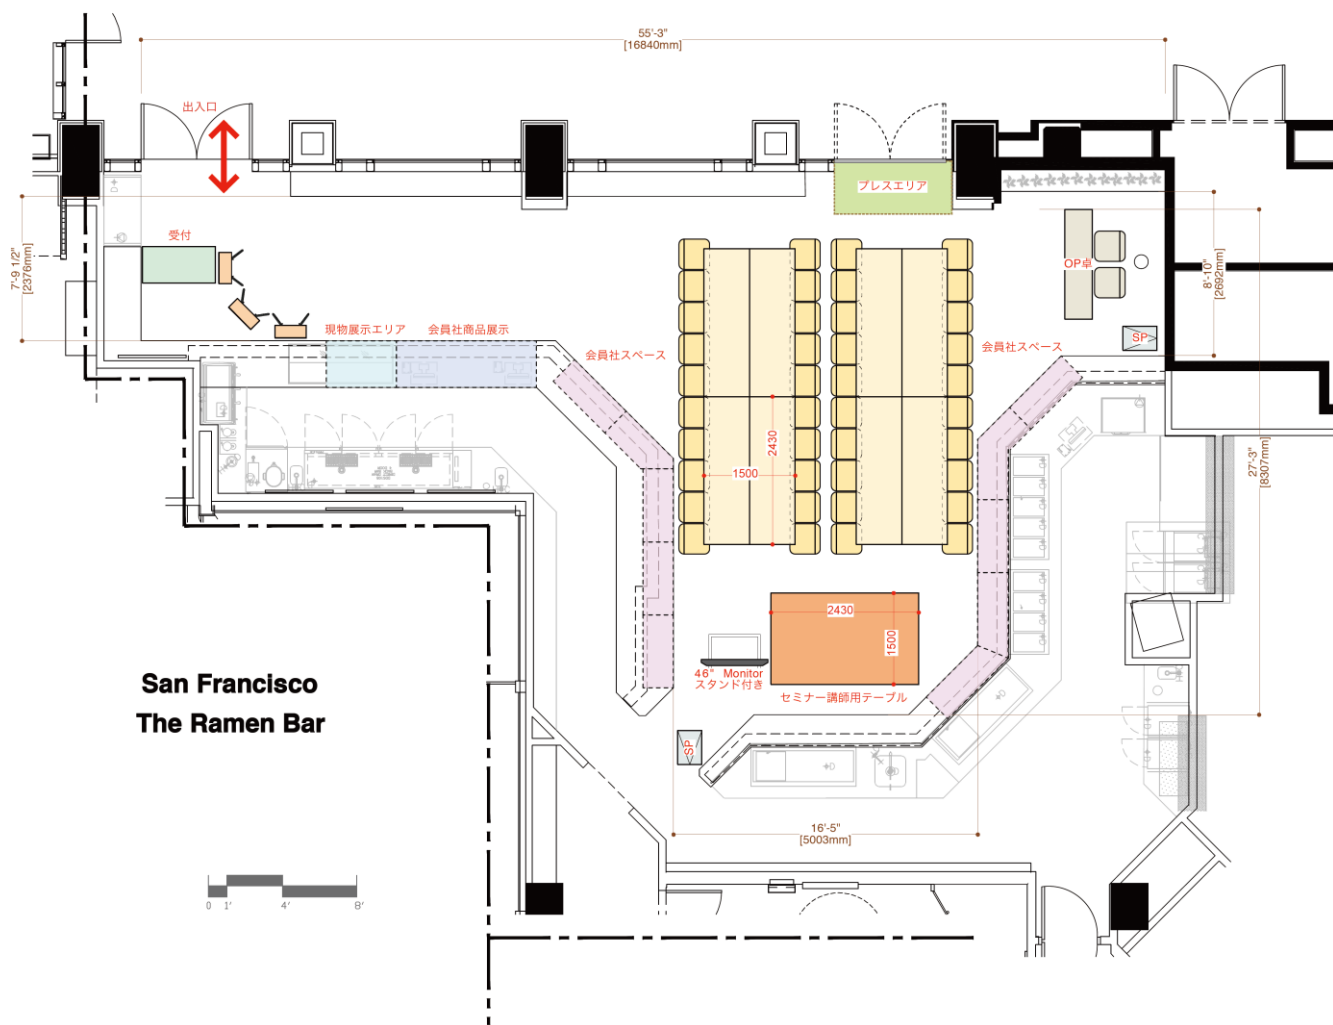 55'-3"
[16840mm]
出入口
プレスエリア
受付
7'-9 1/2"
[2376mm]
OP卓
8'-10"
[2692mm]
SP
現物展示エリア
会員社商品展示
会員社スペース
会員社スペース
2430
1500
27'-3"
[8307mm]
2430
1500
46" Monitor
スタンド付き
セミナー講師用テーブル
San Francisco
The Ramen Bar
SP
16'-5"
[5003mm]
0 1' 4' 8'